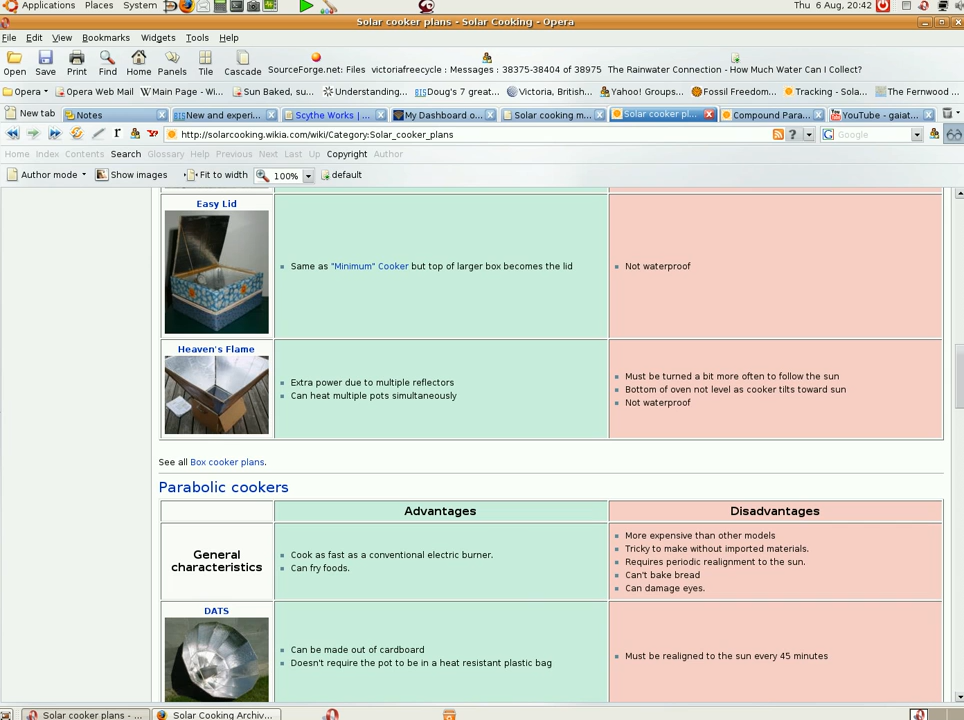 Applications Places System Thu 6 Aug, 20:42
Solar cooker plans - Solar Cooking - Opera
File Edit View Bookmarks Widgets Tools Help
Open Save Print Find Home Panels Tile Cascade SourceForge.net: Files victoriafreecycle : Messages : 38375-38404 of 38975 The Rainwater Connection - How Much Water Can I Collect?
Opera Opera Web Mail Main Page - Wi... Sun Baked, su... Understanding... BIS Doug's 7 great... Victoria, British... Yahoo! Groups... Fossil Freedom... Tracking - Sola... The Fernwood
New tab Notes BIS New and experi... Scythe Works | ... My Dashboard o... Solar cooking m... Solar cooker pl... Compound Para... YouTube - gaiat...
http://solarcooking.wikia.com/wiki/Category:Solar_cooker_plans Google
Home Index Contents Search Glossary Help Previous Next Last Up Copyright Author
Author mode Show images Fit to width 100% default
Easy Lid
Same as "Minimum" Cooker but top of larger box becomes the lid
Not waterproof
Heaven's Flame
Extra power due to multiple reflectors
Can heat multiple pots simultaneously
Must be turned a bit more often to follow the sun
Bottom of oven not level as cooker tilts toward sun
Not waterproof
See all Box cooker plans.
Parabolic cookers
Advantages Disadvantages
General
characteristics
Cook as fast as a conventional electric burner.
Can fry foods.
More expensive than other models
Tricky to make without imported materials.
Requires periodic realignment to the sun.
Can't bake bread
Can damage eyes.
DATS
Can be made out of cardboard
Doesn't require the pot to be in a heat resistant plastic bag
Must be realigned to the sun every 45 minutes
Solar cooker plans - ... Solar Cooking Archiv...